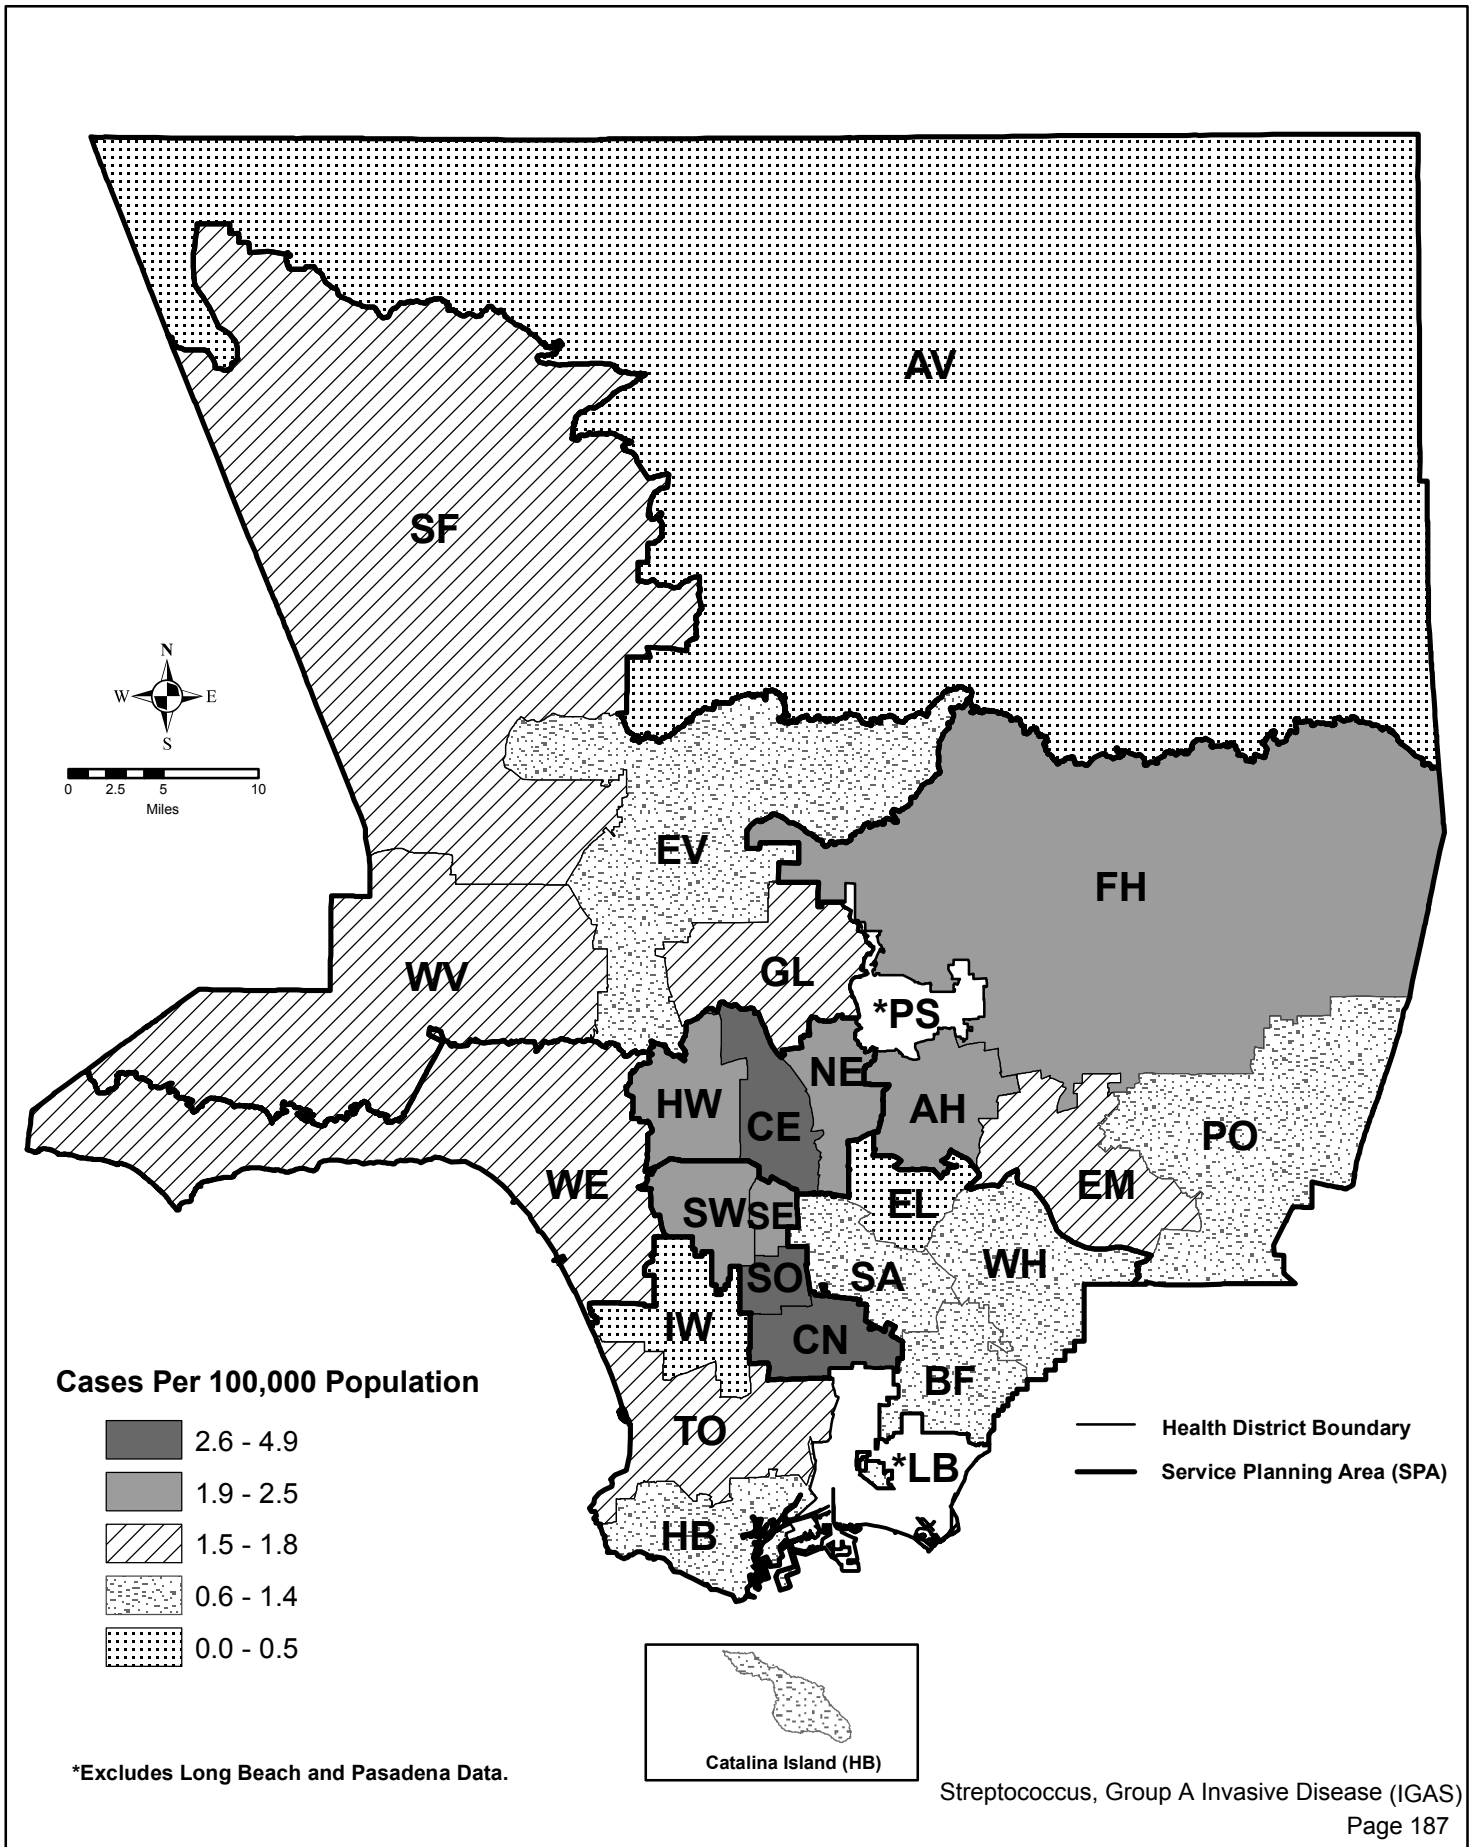 AV
SF
N
W E
S
0 2.5 5 10
Miles
EV
FH
WV
GL
*PS
NE
HW
AH
CE
PO
WE
EM
SW
SE
EL
WH
SO
SA
IW
CN
BF
TO
*LB
HB
Cases Per 100,000 Population
2.6 - 4.9
1.9 - 2.5
1.5 - 1.8
0.6 - 1.4
0.0 - 0.5
Health District Boundary
Service Planning Area (SPA)
Catalina Island (HB)
*Excludes Long Beach and Pasadena Data.
Streptococcus, Group A Invasive Disease (IGAS)
Page 187